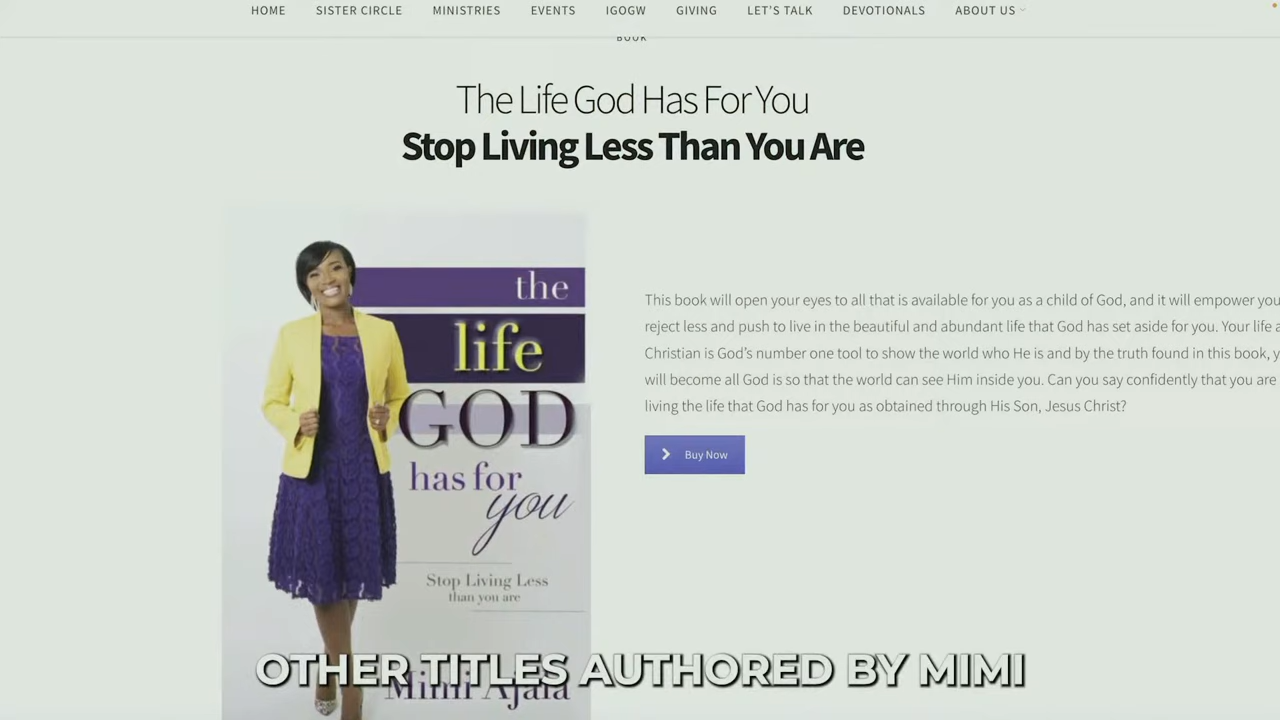 HOME SISTER CIRCLE MINISTRIES EVENTS IGOGW GIVING LET'S TALK DEVOTIONALS ABOUT US
BOOK
The Life God Has For You
Stop Living Less Than You Are
the
life
GOD
has for
you
Stop Living Less
than you are
Mimi Ajala
This book will open your eyes to all that is available for you as a child of God, and it will empower you
reject less and push to live in the beautiful and abundant life that God has set aside for you. Your life a
Christian is God's number one tool to show the world who He is and by the truth found in this book, y
will become all God is so that the world can see Him inside you. Can you say confidently that you are
living the life that God has for you as obtained through His Son, Jesus Christ?
Buy Now
OTHER TITLES AUTHORED BY MIMI